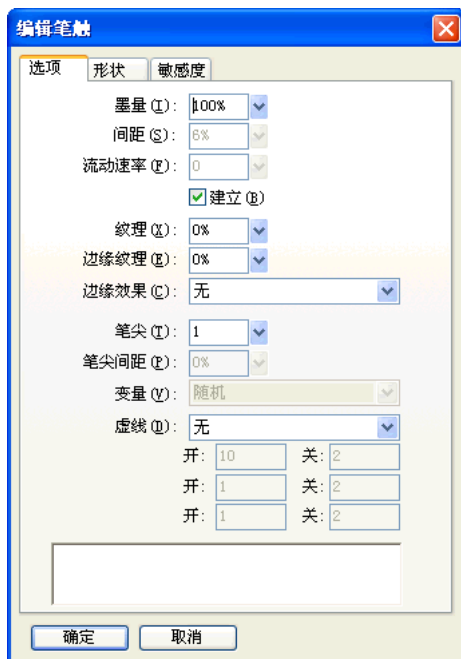 编辑笔触
选项 形状 敏感度
墨量(I): 100%
间距(S): 6%
流动速率(F): 0
建立(B)
纹理(X): 0%
边缘纹理(E): 0%
边缘效果(C): 无
笔尖(T): 1
笔尖间距(P): 0%
变量(V): 随机
虚线(D): 无
开: 10 关: 2
开: 1 关: 2
开: 1 关: 2
确定 取消